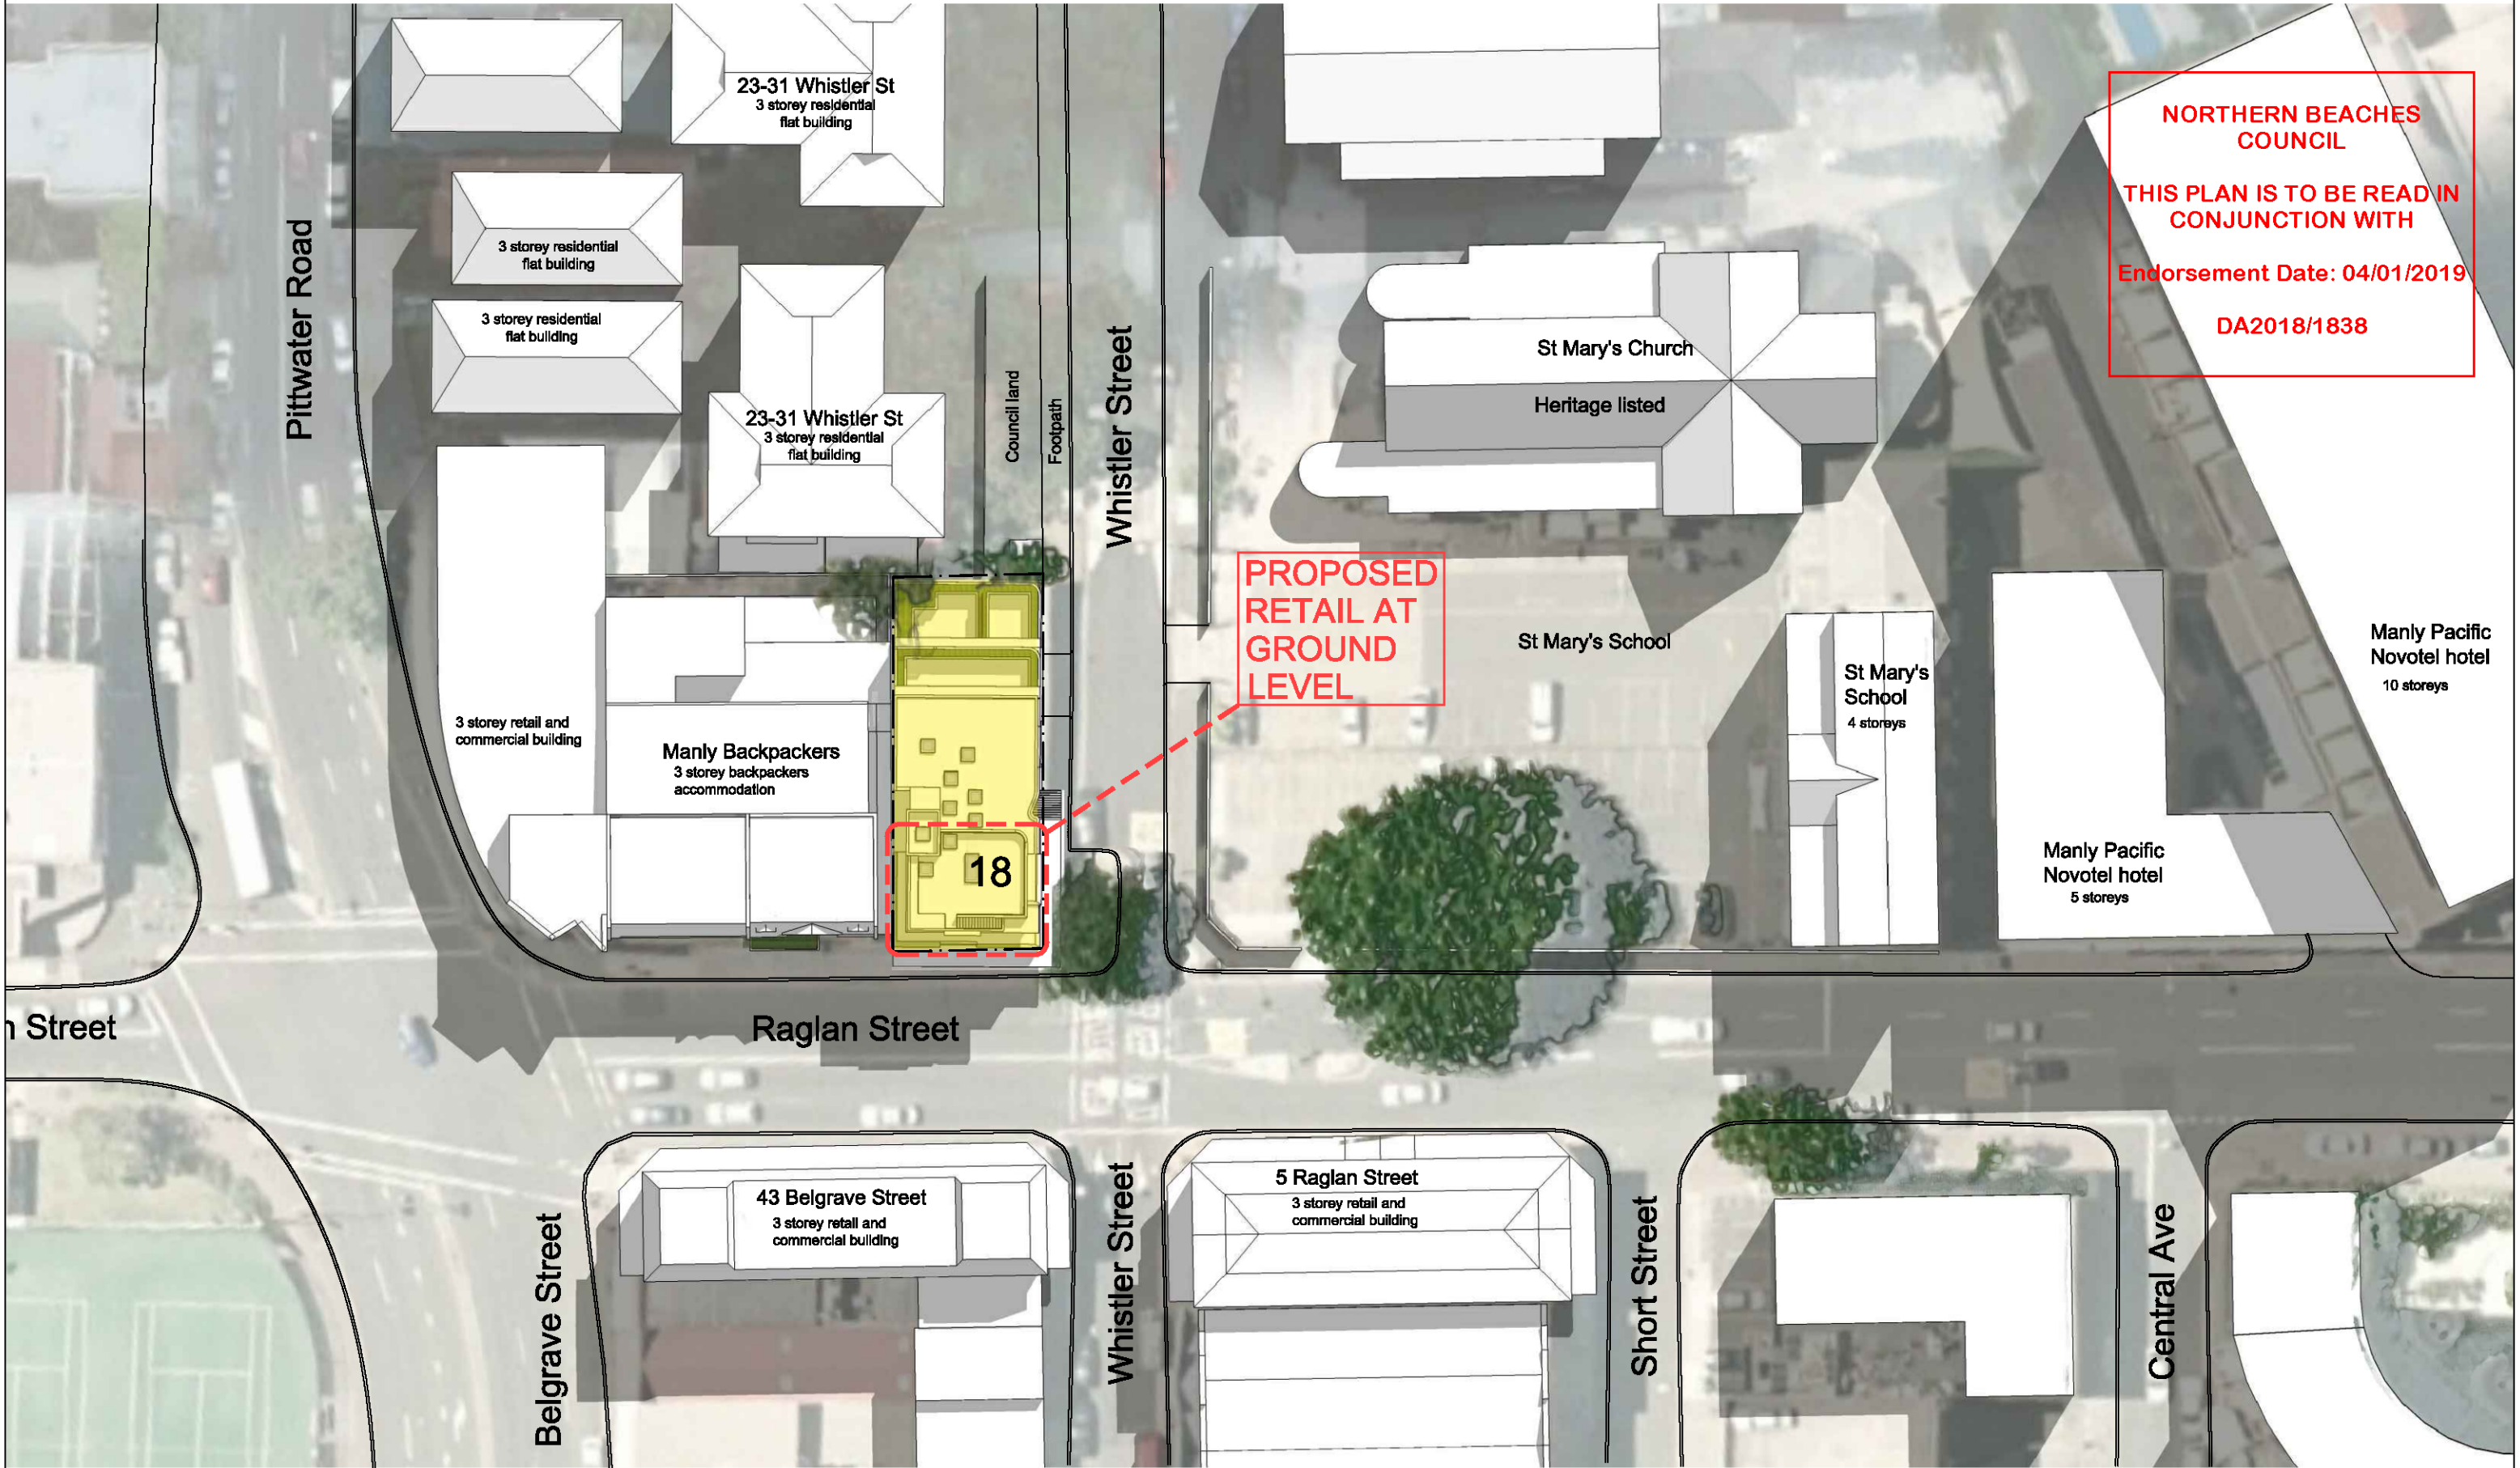 23-31 Whistler St
3 storey residential
flat building
NORTHERN BEACHES
COUNCIL
THIS PLAN IS TO BE READ IN
CONJUNCTION WITH
Endorsement Date: 04/01/2019
DA2018/1838
Pittwater Road
3 storey residential
flat building
3 storey residential
flat building
23-31 Whistler St
3 storey residential
flat building
Council land
Footpath
Whistler Street
St Mary's Church
Heritage listed
PROPOSED
RETAIL AT
GROUND
LEVEL
St Mary's School
St Mary's
School
4 storeys
Manly Pacific
Novotel hotel
10 storeys
3 storey retail and
commercial building
Manly Backpackers
3 storey backpackers
accommodation
18
Manly Pacific
Novotel hotel
5 storeys
n Street
Raglan Street
Belgrave Street
43 Belgrave Street
3 storey retail and
commercial building
Whistler Street
5 Raglan Street
3 storey retail and
commercial building
Short Street
Central Ave